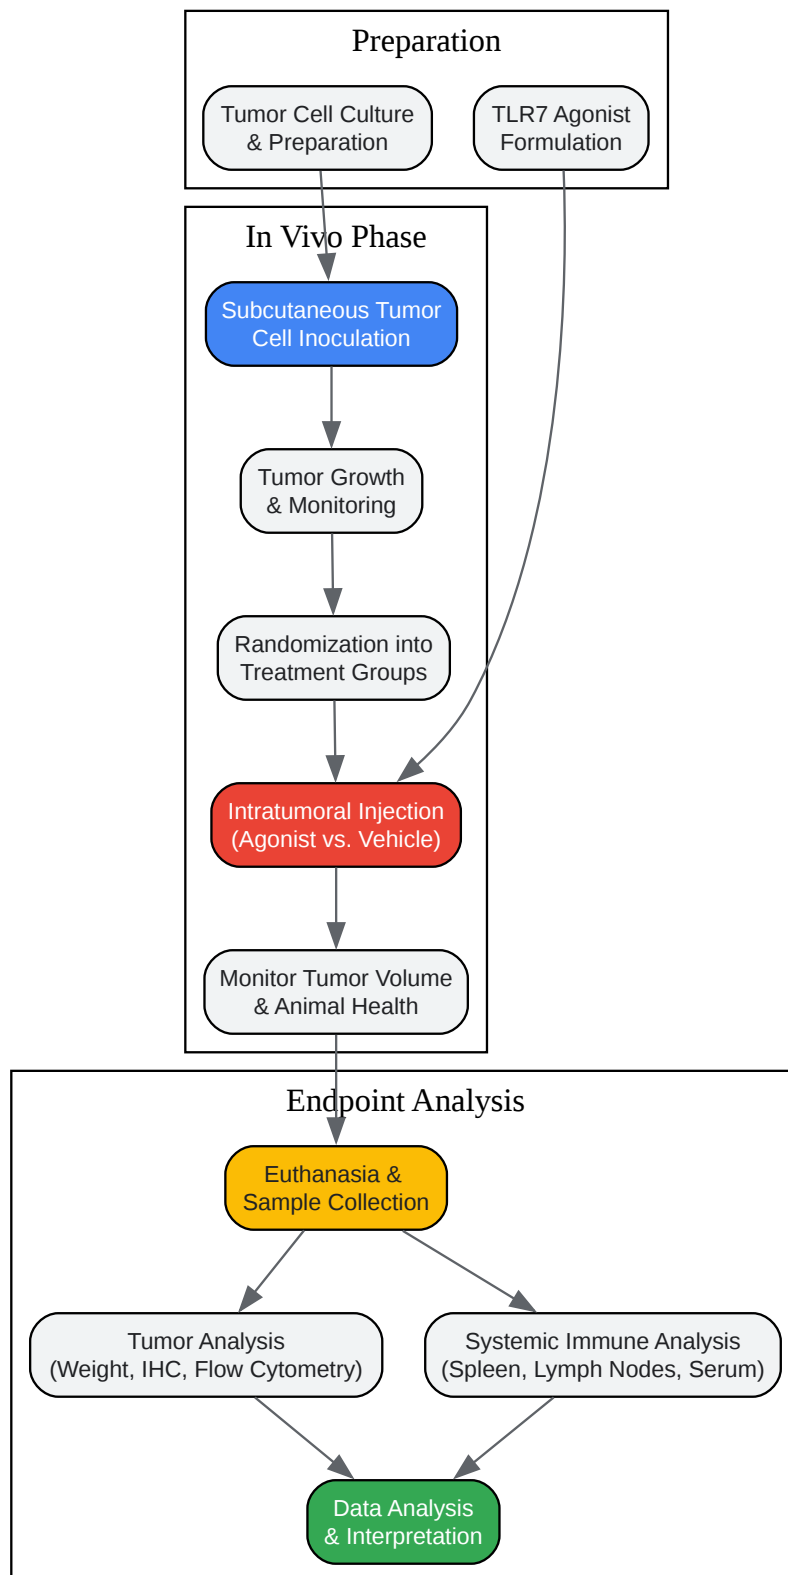 Preparation
Tumor Cell Culture
& Preparation
TLR7 Agonist
Formulation
In Vivo Phase
Subcutaneous Tumor
Cell Inoculation
Tumor Growth
& Monitoring
Randomization into
Treatment Groups
Intratumoral Injection
(Agonist vs. Vehicle)
Monitor Tumor Volume
& Animal Health
Endpoint Analysis
Euthanasia &
Sample Collection
Tumor Analysis
(Weight, IHC, Flow Cytometry)
Systemic Immune Analysis
(Spleen, Lymph Nodes, Serum)
Data Analysis
& Interpretation